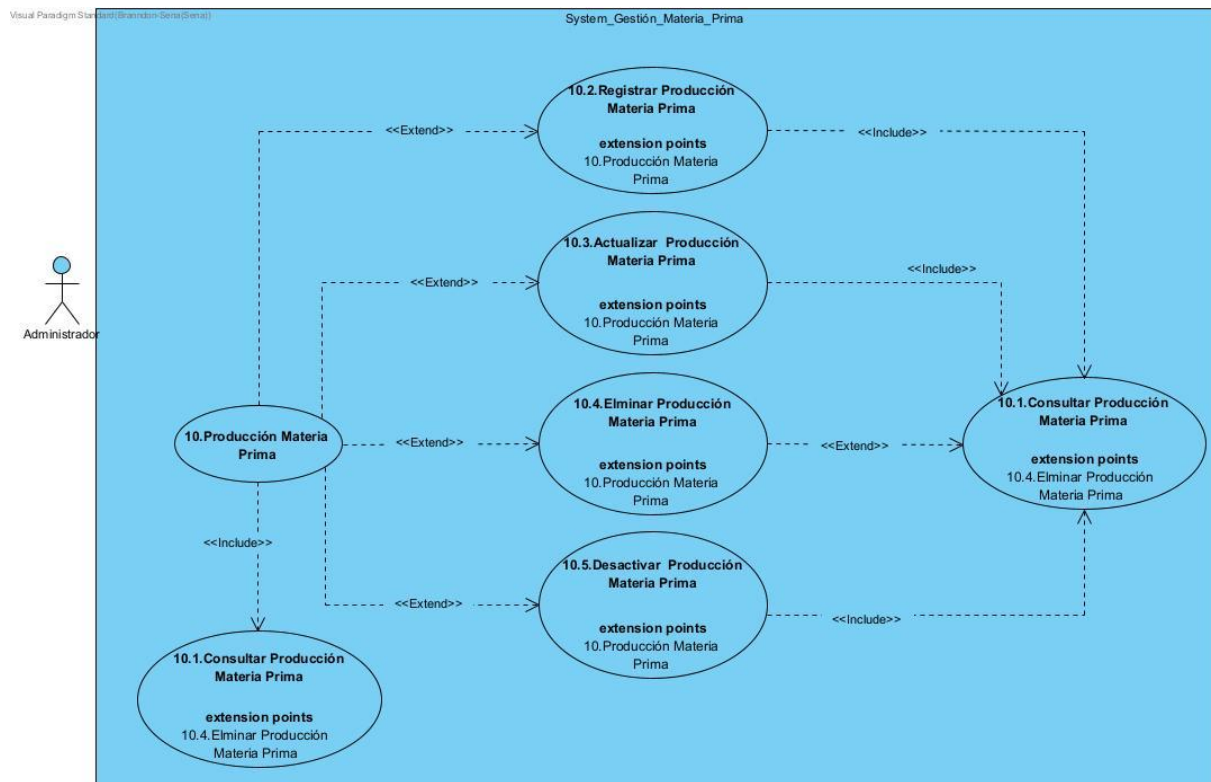 Visual Paradigm Standard(Branndon-Sena(Sena))
System_Gestión_Materia_Prima
10.2.Registrar Producción
Materia Prima
extension points
10.Producción Materia
Prima
<<Extend>>
<<Include>>
10.3.Actualizar Producción
Materia Prima
extension points
10.Producción Materia
Prima
<<Extend>>
<<Include>>
Administrador
10.4.Elminar Producción
Materia Prima
extension points
10.Producción Materia
Prima
10.Producción Materia
Prima
<<Extend>>
<<Extend>>
10.1.Consultar Producción
Materia Prima
extension points
10.4.Elminar Producción
Materia Prima
<<Include>>
10.5.Desactivar Producción
Materia Prima
extension points
10.Producción Materia
Prima
<<Extend>>
<<Include>>
10.1.Consultar Producción
Materia Prima
extension points
10.4.Elminar Producción
Materia Prima